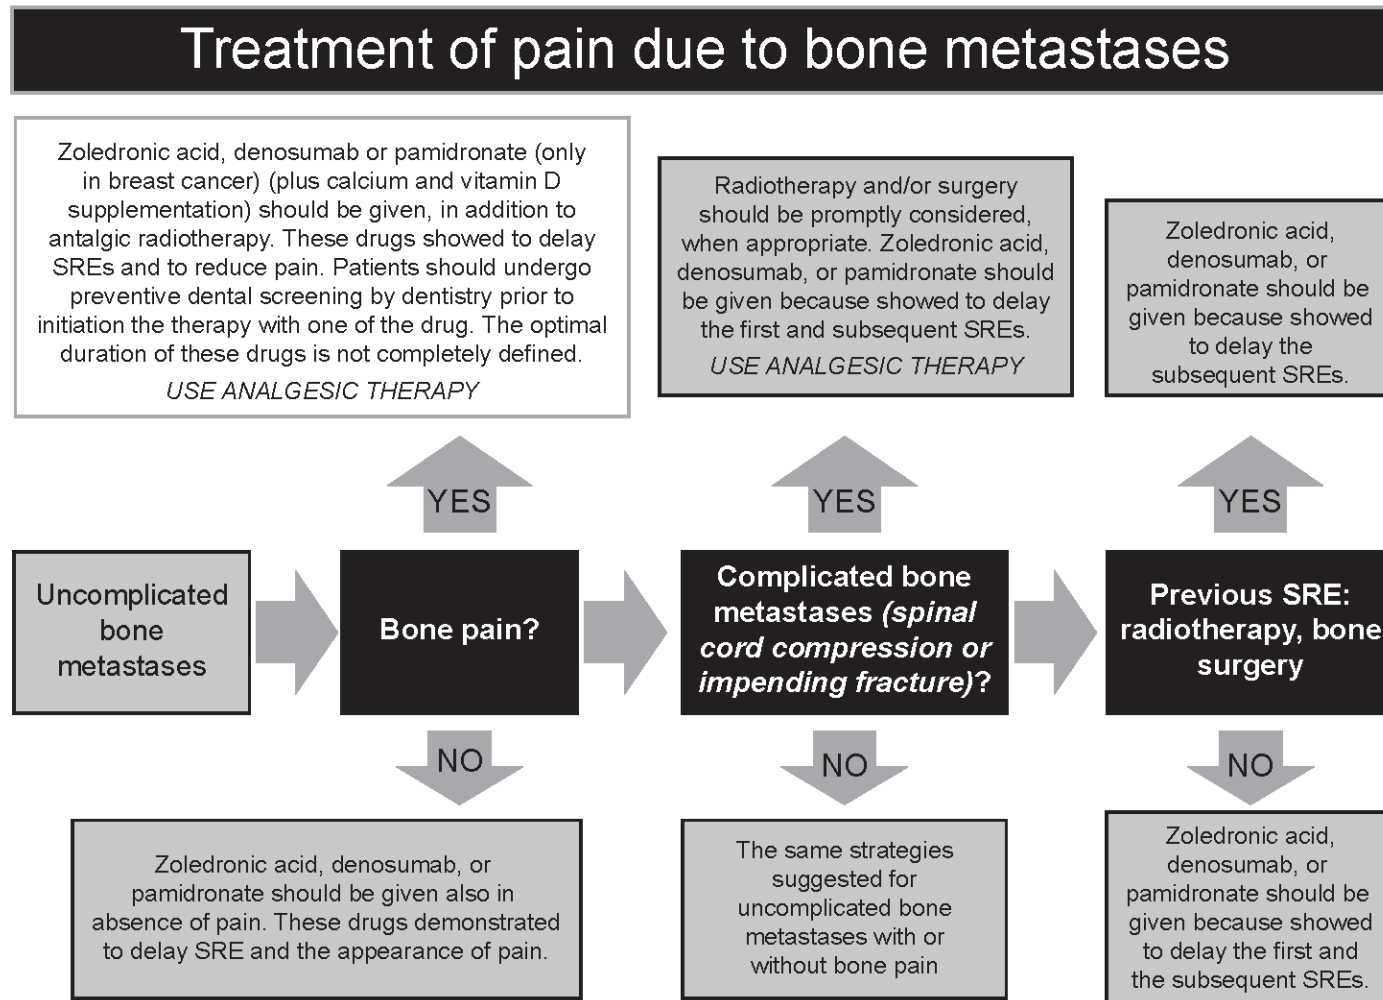 Treatment of pain due to bone metastases
Zoledronic acid, denosumab or pamidronate (only
in breast cancer) (plus calcium and vitamin D
supplementation) should be given, in addition to
antalgic radiotherapy. These drugs showed to delay
SREs and to reduce pain. Patients should undergo
preventive dental screening by dentistry prior to
initiation the therapy with one of the drug. The optimal
duration of these drugs is not completely defined.
USE ANALGESIC THERAPY
Radiotherapy and/or surgery
should be promptly considered,
when appropriate. Zoledronic acid,
denosumab, or pamidronate should
be given because showed to delay
the first and subsequent SREs.
USE ANALGESIC THERAPY
Zoledronic acid,
denosumab, or
pamidronate should be
given because showed
to delay the
subsequent SREs.
YES
YES
YES
Uncomplicated
bone
metastases
Bone pain?
Complicated bone
metastases (spinal
cord compression or
impending fracture)?
Previous SRE:
radiotherapy, bone
surgery
NO
NO
NO
Zoledronic acid, denosumab, or
pamidronate should be given also in
absence of pain. These drugs demonstrated
to delay SRE and the appearance of pain.
The same strategies
suggested for
uncomplicated bone
metastases with or
without bone pain
Zoledronic acid,
denosumab, or
pamidronate should be
given because showed
to delay the first and
the subsequent SREs.